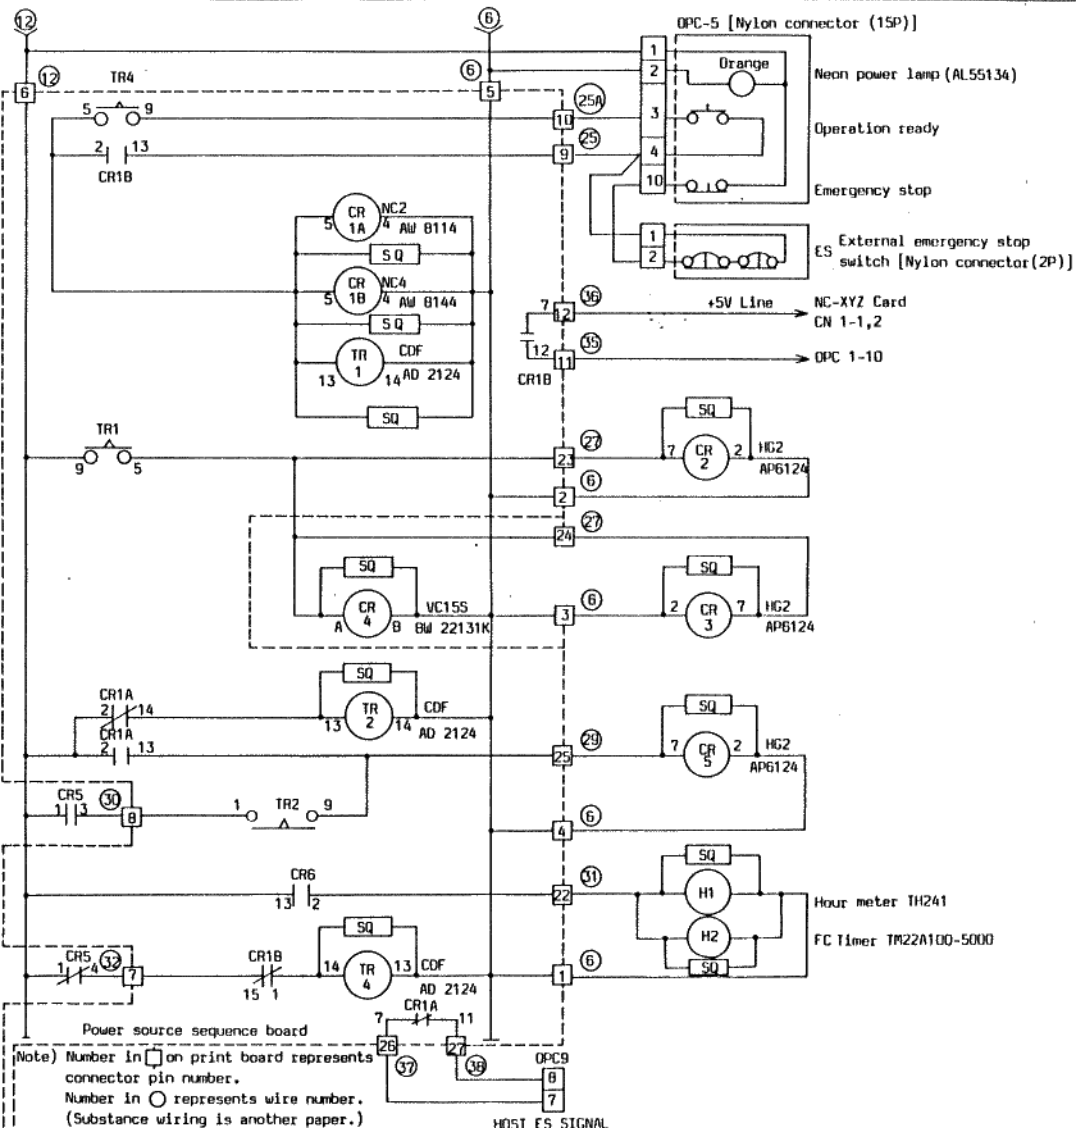 12
6
OPC-5 [Nylon connector (15P)]
1
Orange
2
Neon power lamp (AL55134)
6
12
TR4
6
5
25A
5
9
10
3
Operation ready
25
2
13
9
4
CR1B
10
Emergency stop
5
CR
1A
NC2
4
AW 8114
SQ
1
2
ES
External emergency stop
switch [Nylon connector(2P)]
5
CR
1B
NC4
4
AW 8144
SQ
36
7
12
+5V Line
NC-XYZ Card
CN 1-1,2
TR
1
CDF
13
14
AD 2124
35
12
11
OPC 1-10
CR1B
SQ
SQ
TR1
27
9
5
23
7
CR
2
2
HG2
AP6124
6
2
27
24
SQ
SQ
A
CR
4
B
VC15S
BW 22131K
6
3
2
CR
3
7
HG2
AP6124
SQ
CR1A
2
14
13
TR
2
14
CDF
AD 2124
SQ
CR1A
2
13
29
25
7
CR
5
2
HG2
AP6124
CR5
1
3
30
8
1
TR2
9
6
4
SQ
CR6
13
2
31
22
H1
Hour meter TH241
H2
FC Timer TM22A100-5000
SQ
SQ
CR5
1
4
32
7
CR1B
15
1
14
TR
4
13
CDF
AD 2124
6
1
CR1A
7
11
Power source sequence board
26
27
37
38
OPC9
8
7
HOST ES SIGNAL
Note) Number in □ on print board represents
connector pin number.
Number in ○ represents wire number.
(Substance wiring is another paper.)